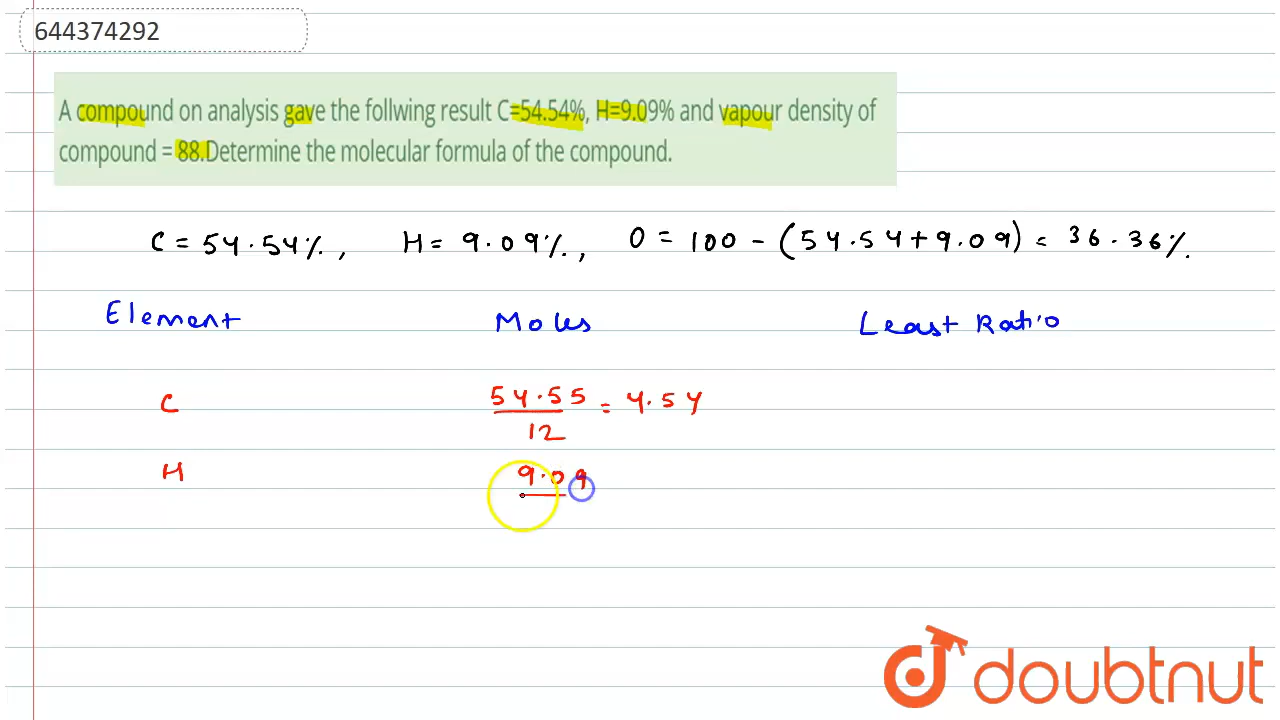 644374292
A compound on analysis gave the follwing result C=54.54%, H=9.09% and vapour density of
compound = 88.Determine the molecular formula of the compound.
C = 54.54%, H = 9.09%, O = 100 - (54.54+9.09) = 36.36%.
Element Moles Least Ratio
C 54.55/12 = 4.54
H 9.09
doubtnut